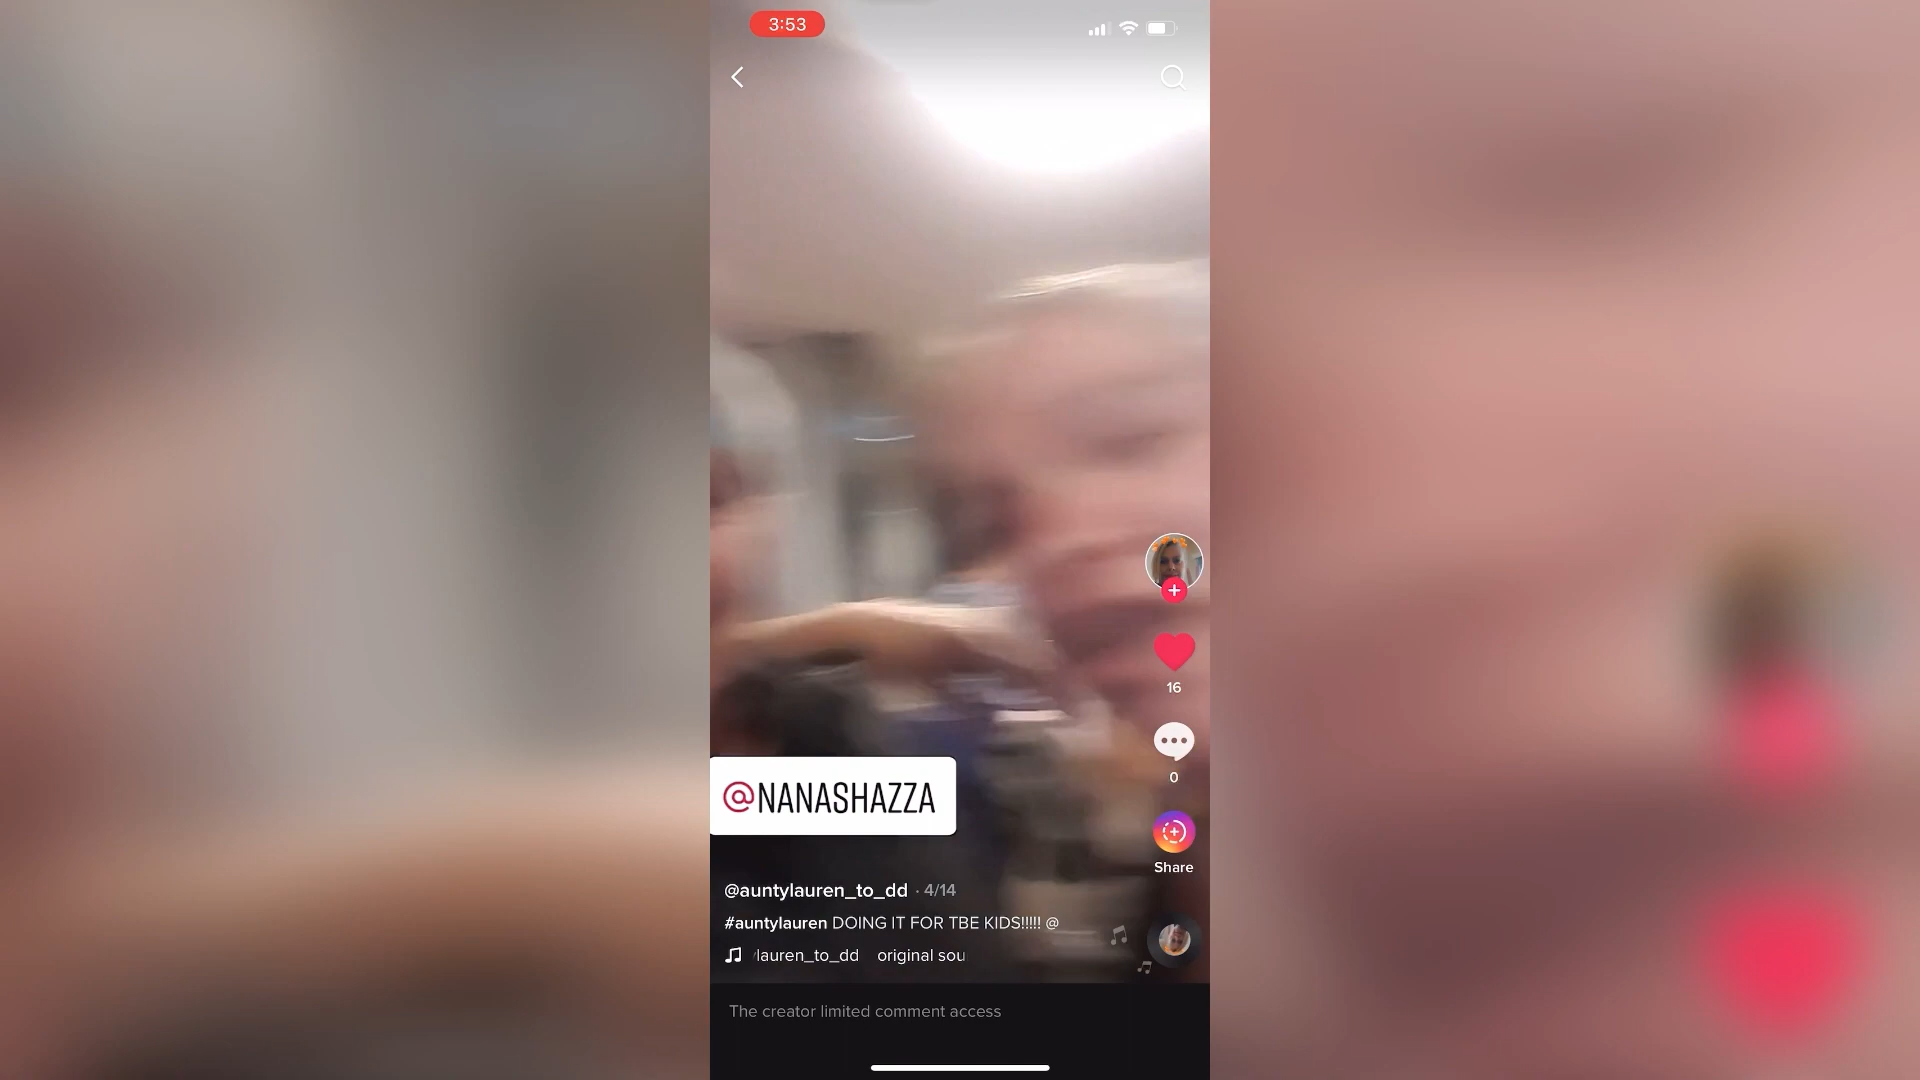 3:53
@NANASHAZZA
16
0
Share
@auntylauren_to_dd · 4/14
#auntylauren DOING IT FOR TBE KIDS!!!!! @
lauren_to_dd original sou
The creator limited comment access